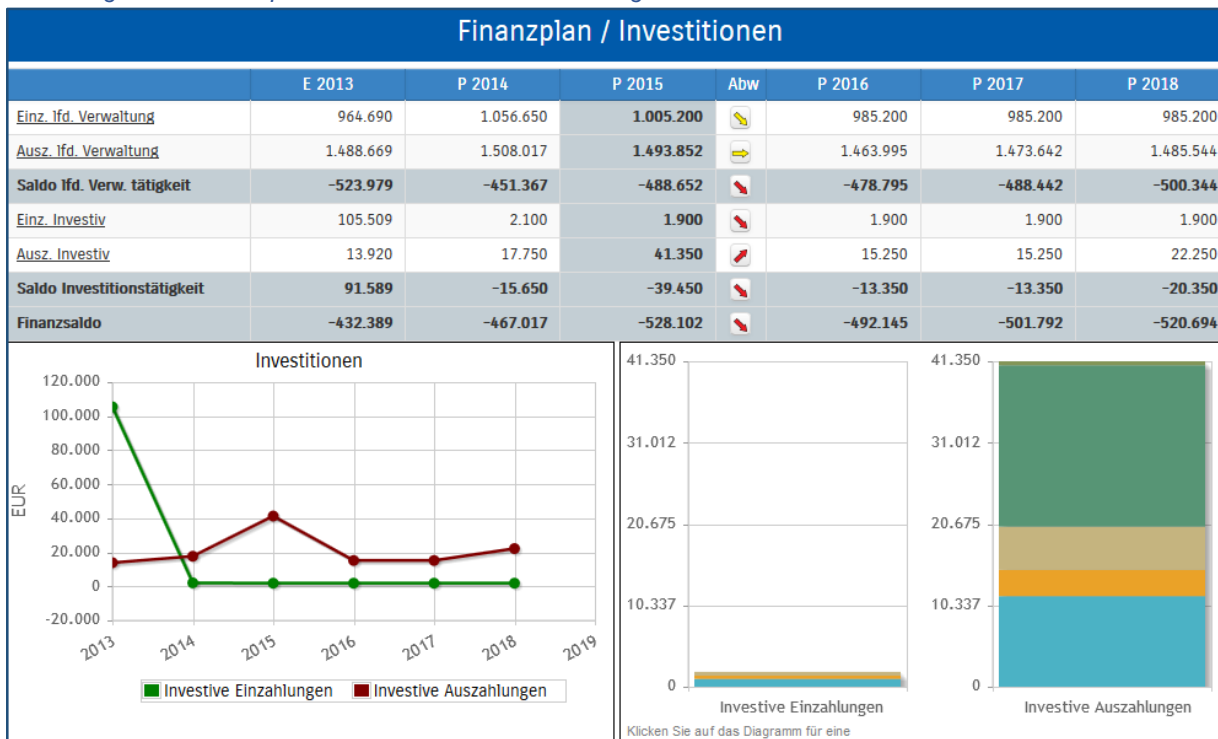 Finanzplan / Investitionen
E 2013 P 2014 P 2015 Abw P 2016 P 2017 P 2018
Einz. lfd. Verwaltung 964.690 1.056.650 1.005.200 985.200 985.200 985.200
Ausz. lfd. Verwaltung 1.488.669 1.508.017 1.493.852 1.463.995 1.473.642 1.485.544
Saldo lfd. Verw. tätigkeit -523.979 -451.367 -488.652 -478.795 -488.442 -500.344
Einz. Investiv 105.509 2.100 1.900 1.900 1.900 1.900
Ausz. Investiv 13.920 17.750 41.350 15.250 15.250 22.250
Saldo Investitionstätigkeit 91.589 -15.650 -39.450 -13.350 -13.350 -20.350
Finanzsaldo -432.389 -467.017 -528.102 -492.145 -501.792 -520.694
Investitionen
120.000
100.000
80.000
60.000
40.000
20.000
0
-20.000
EUR
2013 2014 2015 2016 2017 2018 2019
Investive Einzahlungen Investive Auszahlungen
41.350
31.012
20.675
10.337
0
Investive Einzahlungen
Klicken Sie auf das Diagramm für eine
41.350
31.012
20.675
10.337
0
Investive Auszahlungen